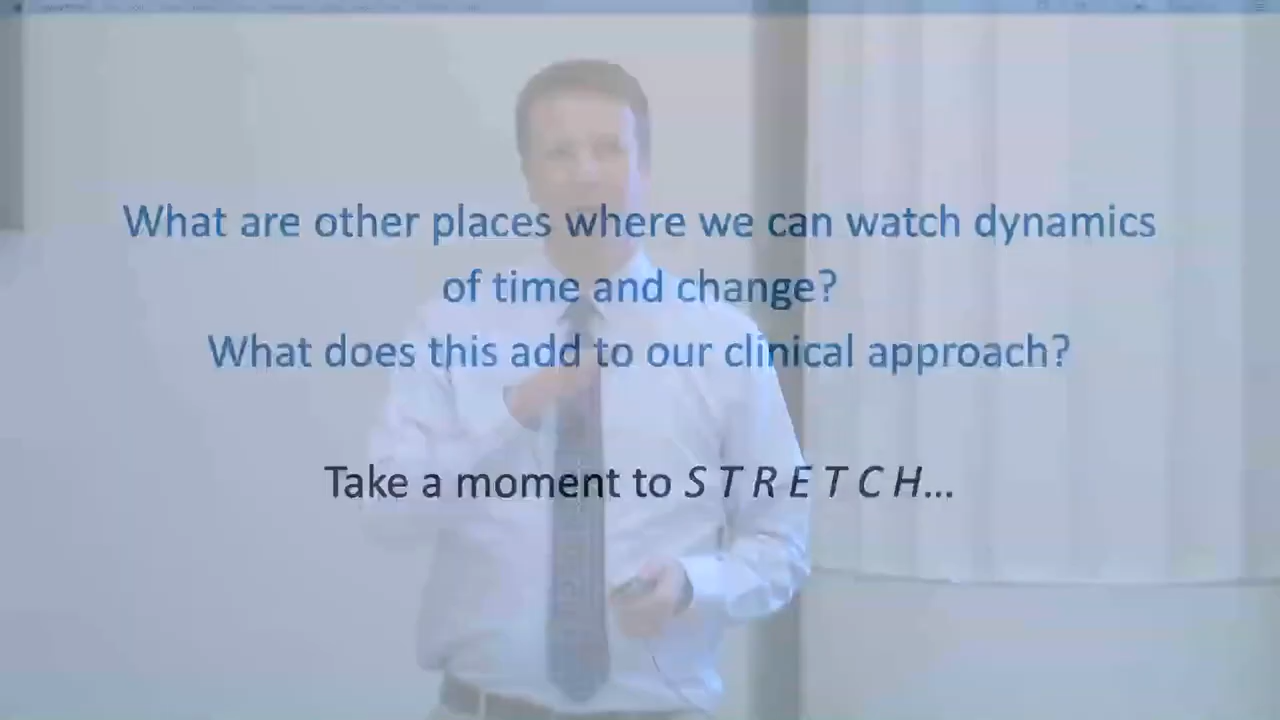 What are other places where we can watch dynamics
of time and change?
What does this add to our clinical approach?
Take a moment to S T R E T C H...